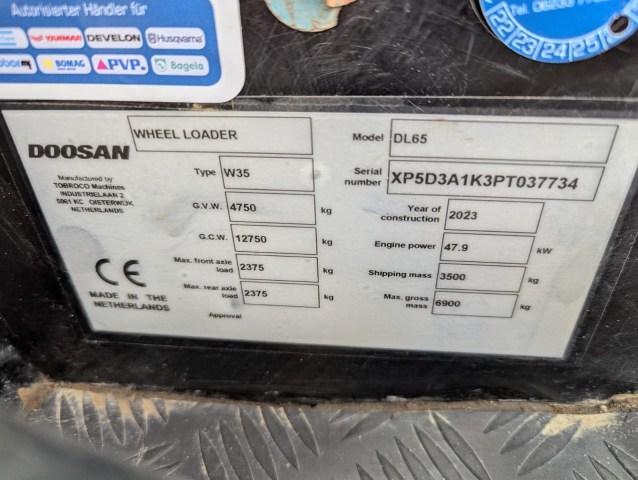 Autorisierter Händler für
YANMAR DEVELON Husqvarna
BOMAG PVP. Bagela
Tel.
22 23 24 25
DOOSAN
WHEEL LOADER
Model DL65
Manufactured by
TOBROCO Machines
INDUSTRIELAAN 2
5061 KC OISTERWIJK
NETHERLANDS
Type W35
Serial number XP5D3A1K3PT037734
G.V.W. 4750 kg
Year of construction 2023
G.C.W. 12750 kg
Engine power 47.9 kW
Max. front axle load 2375 kg
Shipping mass 3500 kg
Max. rear axle load 2375 kg
Max. gross mass 6900 kg
CE
MADE IN THE
NETHERLANDS
Approval